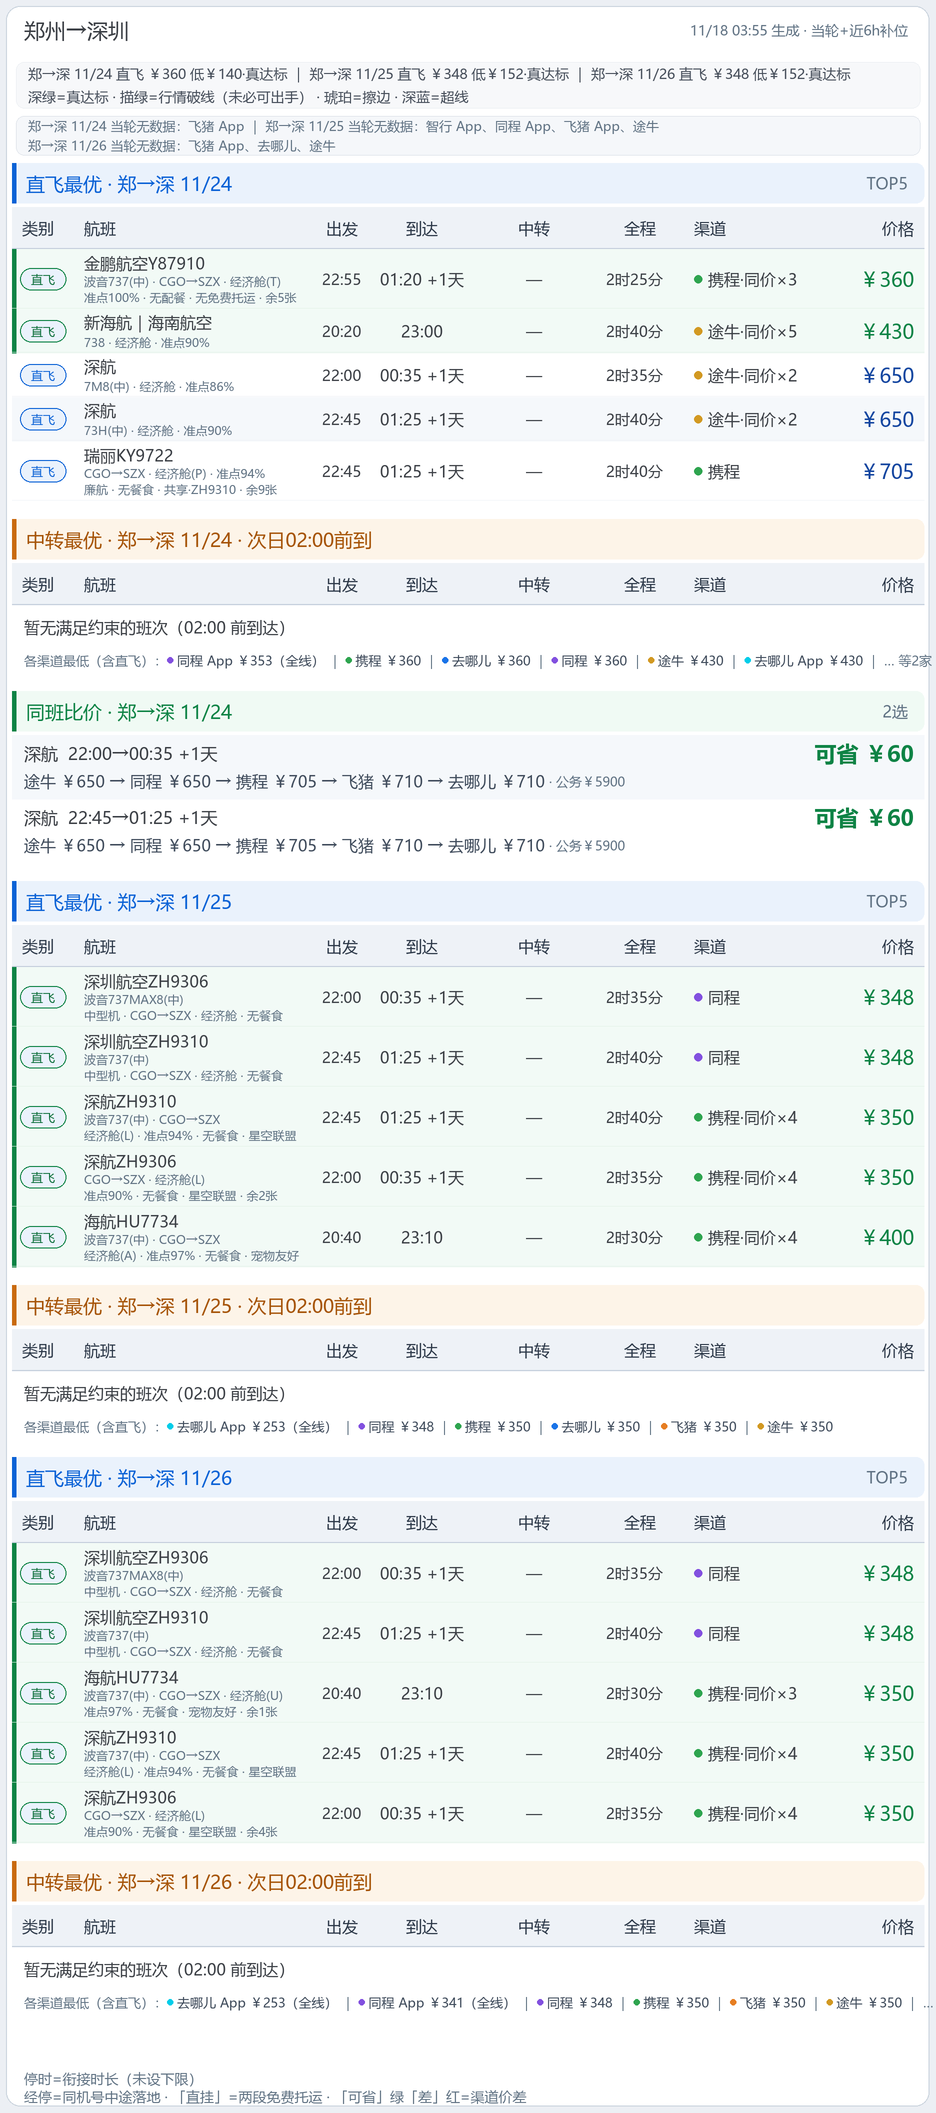 郑州→深圳
11/18 03:55 生成 · 当轮+近6h补位
郑→深 11/24 直飞 ￥360 低￥140·真达标 | 郑→深 11/25 直飞 ￥348 低￥152·真达标 | 郑→深 11/26 直飞 ￥348 低￥152·真达标
深绿=真达标 · 描绿=行情破线（未必可出手） · 琥珀=擦边 · 深蓝=超线
郑→深 11/24 当轮无数据：飞猪 App | 郑→深 11/25 当轮无数据：智行 App、同程 App、飞猪 App、途牛
郑→深 11/26 当轮无数据：飞猪 App、去哪儿、途牛
直飞最优 · 郑→深 11/24 TOP5
类别 航班 出发 到达 中转 全程 渠道 价格
金鹏航空Y87910
直飞 波音737(中) · CGO→SZX · 经济舱(T) 22:55 01:20 +1天 — 2时25分 携程·同价×3 ￥360
准点100% · 无配餐 · 无免费托运 · 余5张
新海航 | 海南航空
直飞 738 · 经济舱 · 准点90% 20:20 23:00 — 2时40分 途牛·同价×5 ￥430
深航
直飞 7M8(中) · 经济舱 · 准点86% 22:00 00:35 +1天 — 2时35分 途牛·同价×2 ￥650
深航
直飞 73H(中) · 经济舱 · 准点90% 22:45 01:25 +1天 — 2时40分 途牛·同价×2 ￥650
瑞丽KY9722
直飞 CGO→SZX · 经济舱(P) · 准点94% 22:45 01:25 +1天 — 2时40分 携程 ￥705
廉航 · 无餐食 · 共享·ZH9310 · 余9张
中转最优 · 郑→深 11/24 · 次日02:00前到
类别 航班 出发 到达 中转 全程 渠道 价格
暂无满足约束的班次（02:00 前到达）
各渠道最低（含直飞）： 同程 App ￥353（全线） | 携程 ￥360 | 去哪儿 ￥360 | 同程 ￥360 | 途牛 ￥430 | 去哪儿 App ￥430 | … 等2家
同班比价 · 郑→深 11/24 2选
深航 22:00→00:35 +1天 可省 ￥60
途牛 ￥650 → 同程 ￥650 → 携程 ￥705 → 飞猪 ￥710 → 去哪儿 ￥710 · 公务￥5900
深航 22:45→01:25 +1天 可省 ￥60
途牛 ￥650 → 同程 ￥650 → 携程 ￥705 → 飞猪 ￥710 → 去哪儿 ￥710 · 公务￥5900
直飞最优 · 郑→深 11/25 TOP5
类别 航班 出发 到达 中转 全程 渠道 价格
深圳航空ZH9306
直飞 波音737MAX8(中) 22:00 00:35 +1天 — 2时35分 同程 ￥348
中型机 · CGO→SZX · 经济舱 · 无餐食
深圳航空ZH9310
直飞 波音737(中) 22:45 01:25 +1天 — 2时40分 同程 ￥348
中型机 · CGO→SZX · 经济舱 · 无餐食
深航ZH9310
直飞 波音737(中) · CGO→SZX 22:45 01:25 +1天 — 2时40分 携程·同价×4 ￥350
经济舱(L) · 准点94% · 无餐食 · 星空联盟
深航ZH9306
直飞 CGO→SZX · 经济舱(L) 22:00 00:35 +1天 — 2时35分 携程·同价×4 ￥350
准点90% · 无餐食 · 星空联盟 · 余2张
海航HU7734
直飞 波音737(中) · CGO→SZX 20:40 23:10 — 2时30分 携程·同价×4 ￥400
经济舱(A) · 准点97% · 无餐食 · 宠物友好
中转最优 · 郑→深 11/25 · 次日02:00前到
类别 航班 出发 到达 中转 全程 渠道 价格
暂无满足约束的班次（02:00 前到达）
各渠道最低（含直飞）： 去哪儿 App ￥253（全线） | 同程 ￥348 | 携程 ￥350 | 去哪儿 ￥350 | 飞猪 ￥350 | 途牛 ￥350
直飞最优 · 郑→深 11/26 TOP5
类别 航班 出发 到达 中转 全程 渠道 价格
深圳航空ZH9306
直飞 波音737MAX8(中) 22:00 00:35 +1天 — 2时35分 同程 ￥348
中型机 · CGO→SZX · 经济舱 · 无餐食
深圳航空ZH9310
直飞 波音737(中) 22:45 01:25 +1天 — 2时40分 同程 ￥348
中型机 · CGO→SZX · 经济舱 · 无餐食
海航HU7734
直飞 波音737(中) · CGO→SZX · 经济舱(U) 20:40 23:10 — 2时30分 携程·同价×3 ￥350
准点97% · 无餐食 · 宠物友好 · 余1张
深航ZH9310
直飞 波音737(中) · CGO→SZX 22:45 01:25 +1天 — 2时40分 携程·同价×4 ￥350
经济舱(L) · 准点94% · 无餐食 · 星空联盟
深航ZH9306
直飞 CGO→SZX · 经济舱(L) 22:00 00:35 +1天 — 2时35分 携程·同价×4 ￥350
准点90% · 无餐食 · 星空联盟 · 余4张
中转最优 · 郑→深 11/26 · 次日02:00前到
类别 航班 出发 到达 中转 全程 渠道 价格
暂无满足约束的班次（02:00 前到达）
各渠道最低（含直飞）： 去哪儿 App ￥253（全线） | 同程 App ￥341（全线） | 同程 ￥348 | 携程 ￥350 | 飞猪 ￥350 | 途牛 ￥350 | …
停时=衔接时长（未设下限）
经停=同机号中途落地 · 「直挂」=两段免费托运 · 「可省」绿「差」红=渠道价差